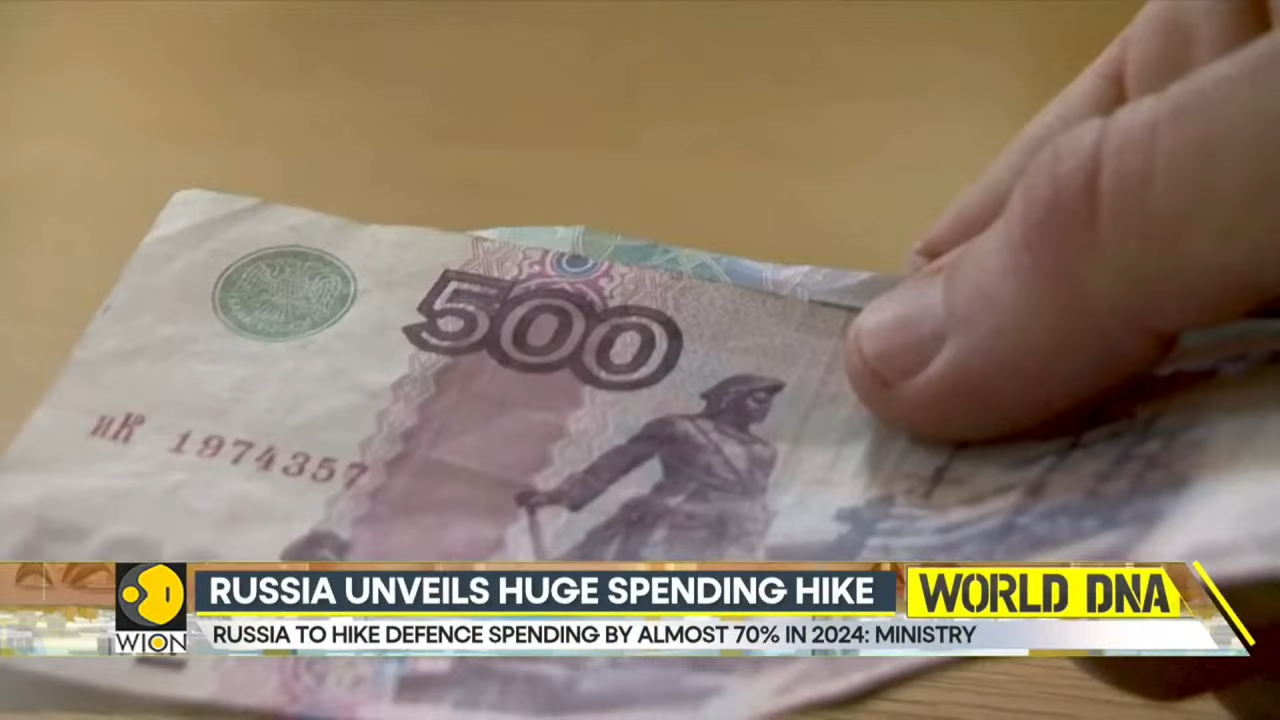 500
иК 1974357
RUSSIA UNVEILS HUGE SPENDING HIKE
WORLD DNA
WION
RUSSIA TO HIKE DEFENCE SPENDING BY ALMOST 70% IN 2024: MINISTRY